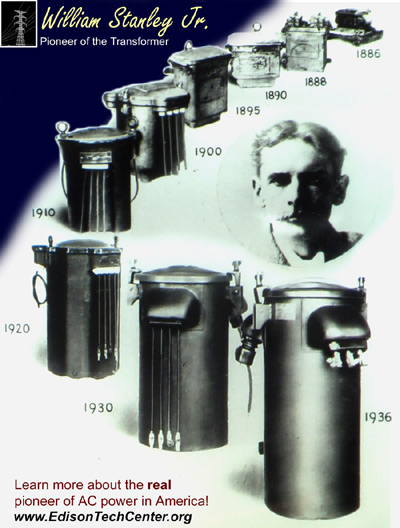 William Stanley Jr.
Pioneer of the Transformer
1886
1888
1890
1895
1900
1910
1920
1930
1936
Learn more about the real
pioneer of AC power in America!
www.EdisonTechCenter.org